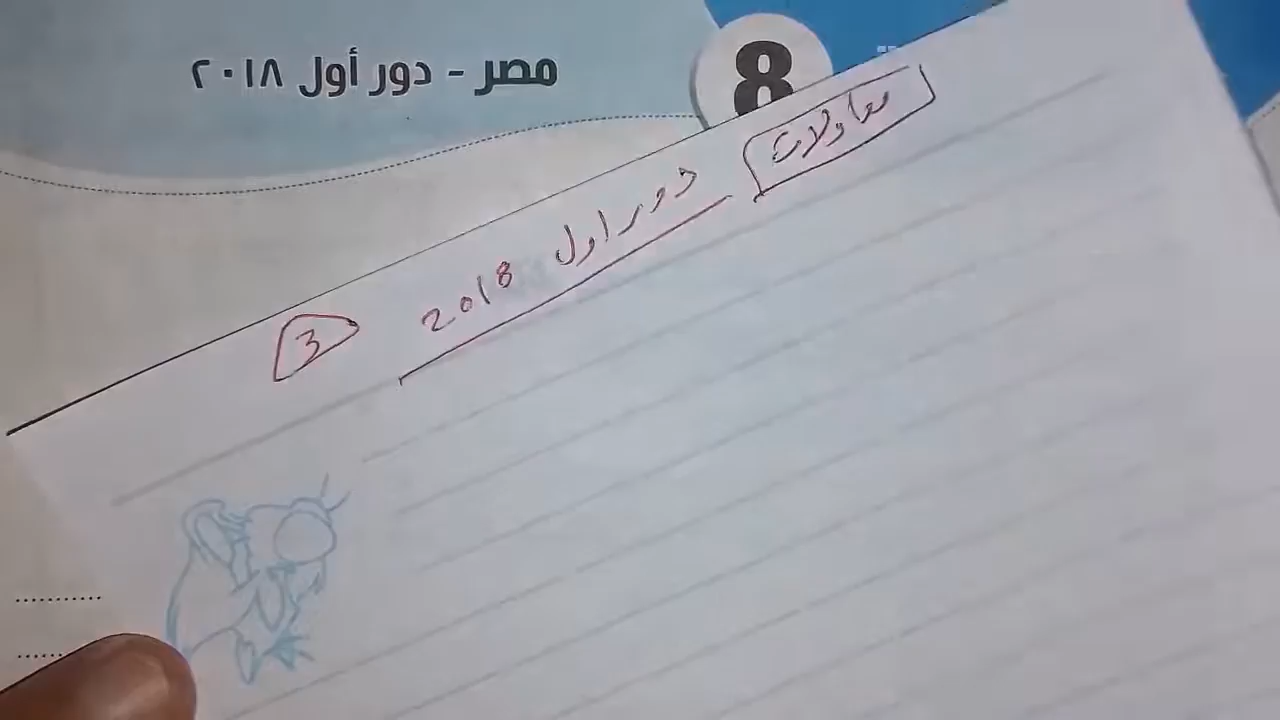 مصر - دور أول ٢٠١٨
8
معادلات
دور اول 2018
3